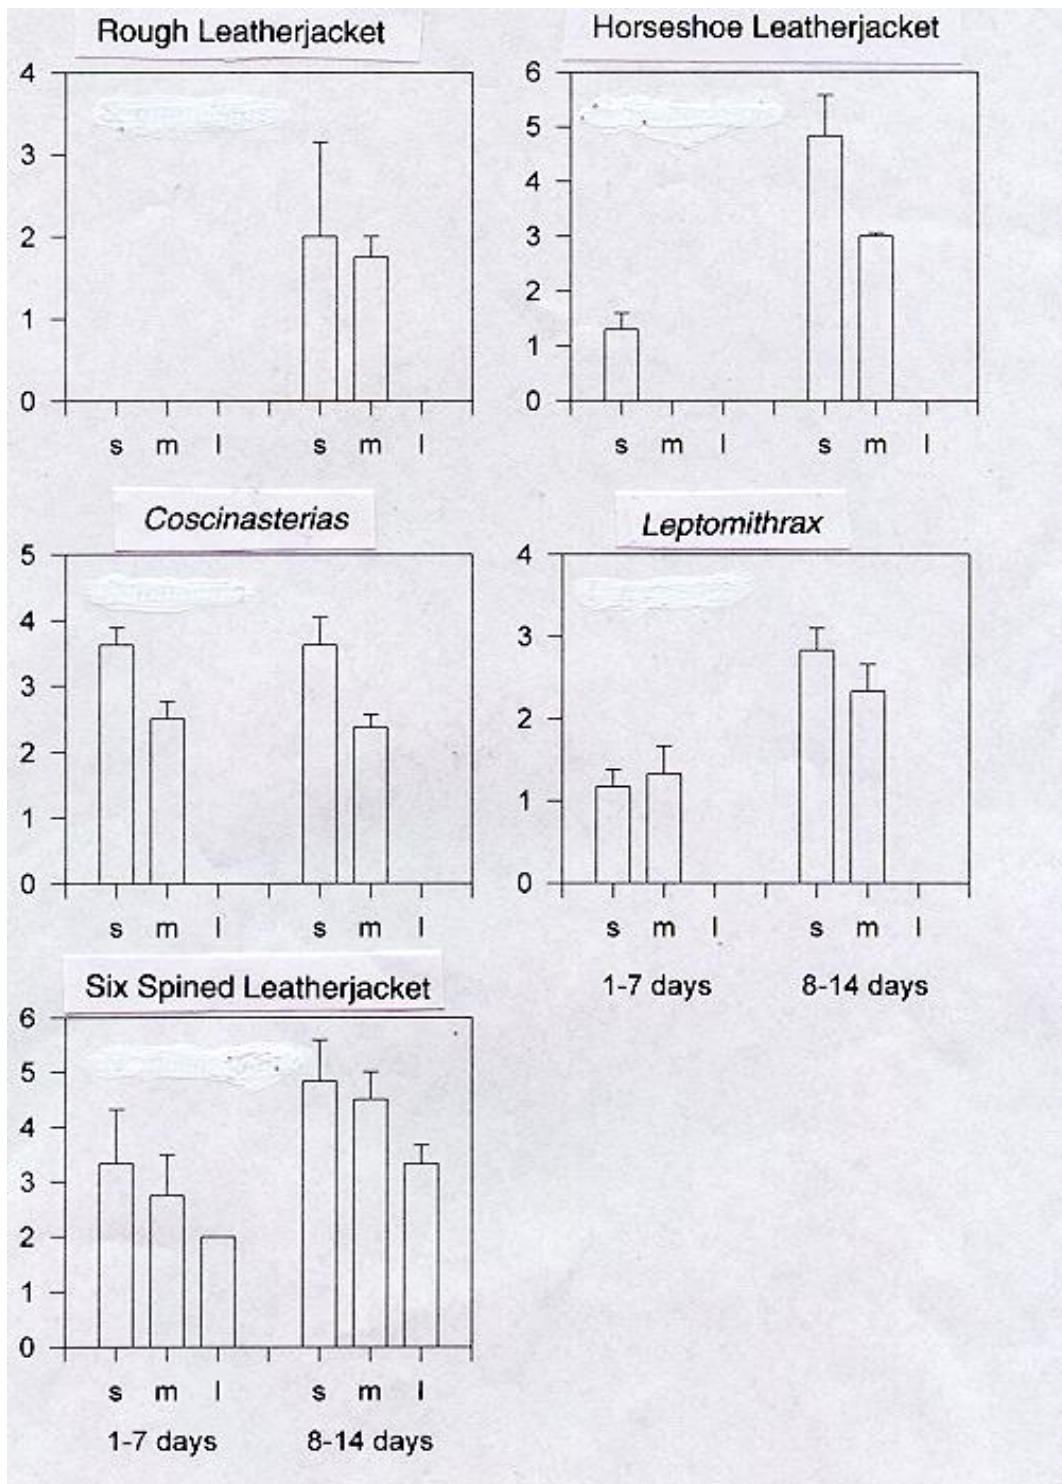 Rough Leatherjacket
4
3
2
1
0
s m l s m l
Horseshoe Leatherjacket
6
5
4
3
2
1
0
s m l s m l
Coscinasterias
5
4
3
2
1
0
s m l s m l
Leptomithrax
4
3
2
1
0
s m l s m l
1-7 days 8-14 days
Six Spined Leatherjacket
6
5
4
3
2
1
0
s m l s m l
1-7 days 8-14 days